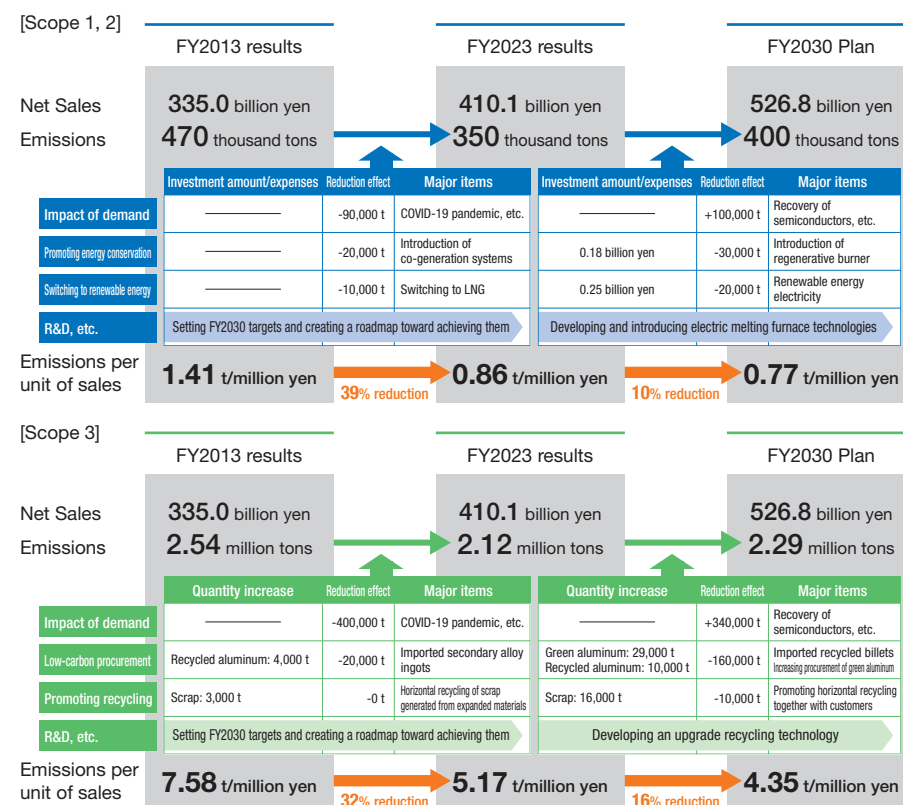 [Scope 1, 2]
FY2013 results FY2023 results FY2030 Plan
Net Sales 335.0 billion yen 410.1 billion yen 526.8 billion yen
Emissions 470 thousand tons 350 thousand tons 400 thousand tons
Investment amount/expenses Reduction effect Major items Investment amount/expenses Reduction effect Major items
Impact of demand -90,000 t COVID-19 pandemic, etc. +100,000 t Recovery of
semiconductors, etc.
Promoting energy conservation -20,000 t Introduction of
co-generation systems 0.18 billion yen -30,000 t Introduction of
regenerative burner
Switching to renewable energy -10,000 t Switching to LNG 0.25 billion yen -20,000 t Renewable energy
electricity
R&D, etc. Setting FY2030 targets and creating a roadmap toward achieving them Developing and introducing electric melting furnace technologies
Emissions per
unit of sales 1.41 t/million yen 0.86 t/million yen 0.77 t/million yen
39% reduction 10% reduction
[Scope 3]
FY2013 results FY2023 results FY2030 Plan
Net Sales 335.0 billion yen 410.1 billion yen 526.8 billion yen
Emissions 2.54 million tons 2.12 million tons 2.29 million tons
Quantity increase Reduction effect Major items Quantity increase Reduction effect Major items
Impact of demand -400,000 t COVID-19 pandemic, etc. +340,000 t Recovery of
semiconductors, etc.
Low-carbon procurement Recycled aluminum: 4,000 t -20,000 t Imported secondary alloy
ingots Green aluminum: 29,000 t
Recycled aluminum: 10,000 t -160,000 t Imported recycled billets
Increasing procurement of green aluminum
Promoting recycling Scrap: 3,000 t -0 t Horizontal recycling of scrap
generated from expanded materials Scrap: 16,000 t -10,000 t Promoting horizontal recycling
together with customers
R&D, etc. Setting FY2030 targets and creating a roadmap toward achieving them Developing an upgrade recycling technology
Emissions per
unit of sales 7.58 t/million yen 5.17 t/million yen 4.35 t/million yen
32% reduction 16% reduction